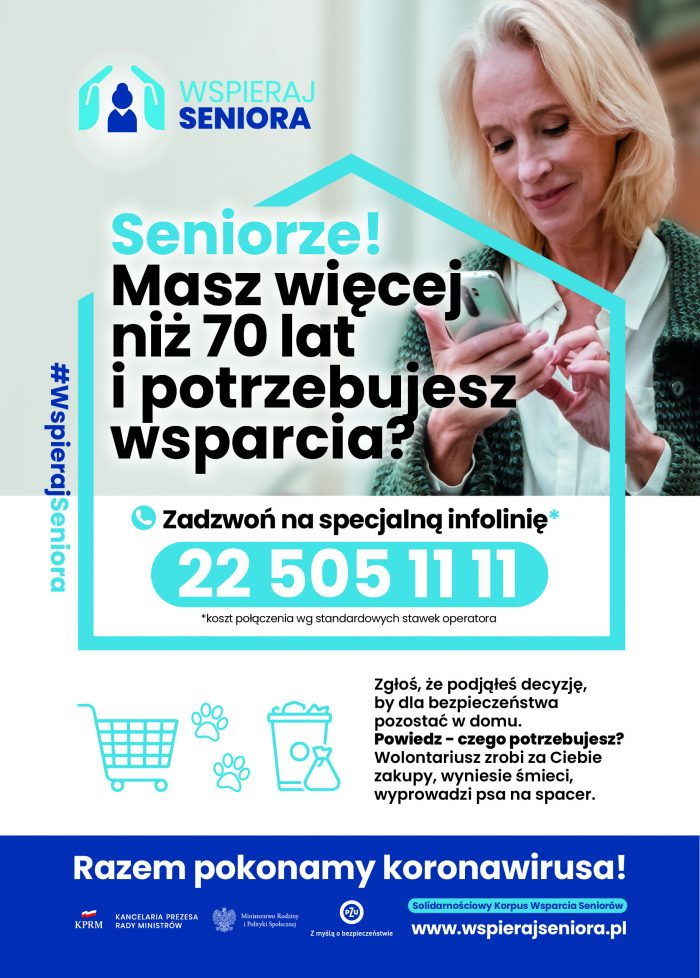 WSPIERAJ
SENIORA
Seniorze!
Masz więcej
niż 70 lat
i potrzebujesz
wsparcia?
#WspierajSeniora
Zadzwoń na specjalną infolinię*
22 505 11 11
*koszt połączenia wg standardowych stawek operatora
Zgłoś, że podjąłeś decyzję,
by dla bezpieczeństwa
pozostać w domu.
Powiedz - czego potrzebujesz?
Wolontariusz zrobi za Ciebie
zakupy, wyniesie śmieci,
wyprowadzi psa na spacer.
Razem pokonamy koronawirusa!
KPRM
KANCELARIA PREZESA
RADY MINISTRÓW
Ministerstwo Rodziny
i Polityki Społecznej
PZU
Z myślą o bezpieczeństwie
Solidarnościowy Korpus Wsparcia Seniorów
www.wspierajseniora.pl